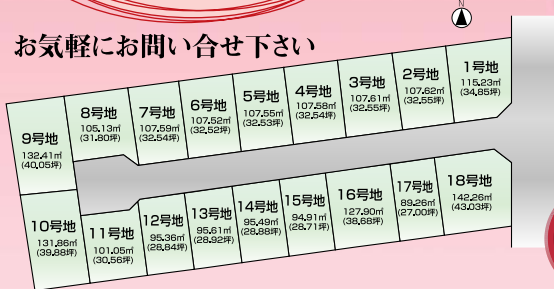 N
お気軽にお問い合せ下さい
1号地
115.23㎡
(34.85坪)
2号地
107.62㎡
(32.55坪)
3号地
107.61㎡
(32.55坪)
4号地
107.58㎡
(32.54坪)
5号地
107.55㎡
(32.53坪)
6号地
107.52㎡
(32.52坪)
7号地
107.59㎡
(32.54坪)
8号地
105.13㎡
(31.80坪)
9号地
132.41㎡
(40.05坪)
10号地
131.86㎡
(39.88坪)
11号地
101.05㎡
(30.56坪)
12号地
95.36㎡
(28.84坪)
13号地
95.61㎡
(28.92坪)
14号地
95.49㎡
(28.88坪)
15号地
94.91㎡
(28.71坪)
16号地
127.90㎡
(38.68坪)
17号地
89.26㎡
(27.00坪)
18号地
142.26㎡
(43.03坪)